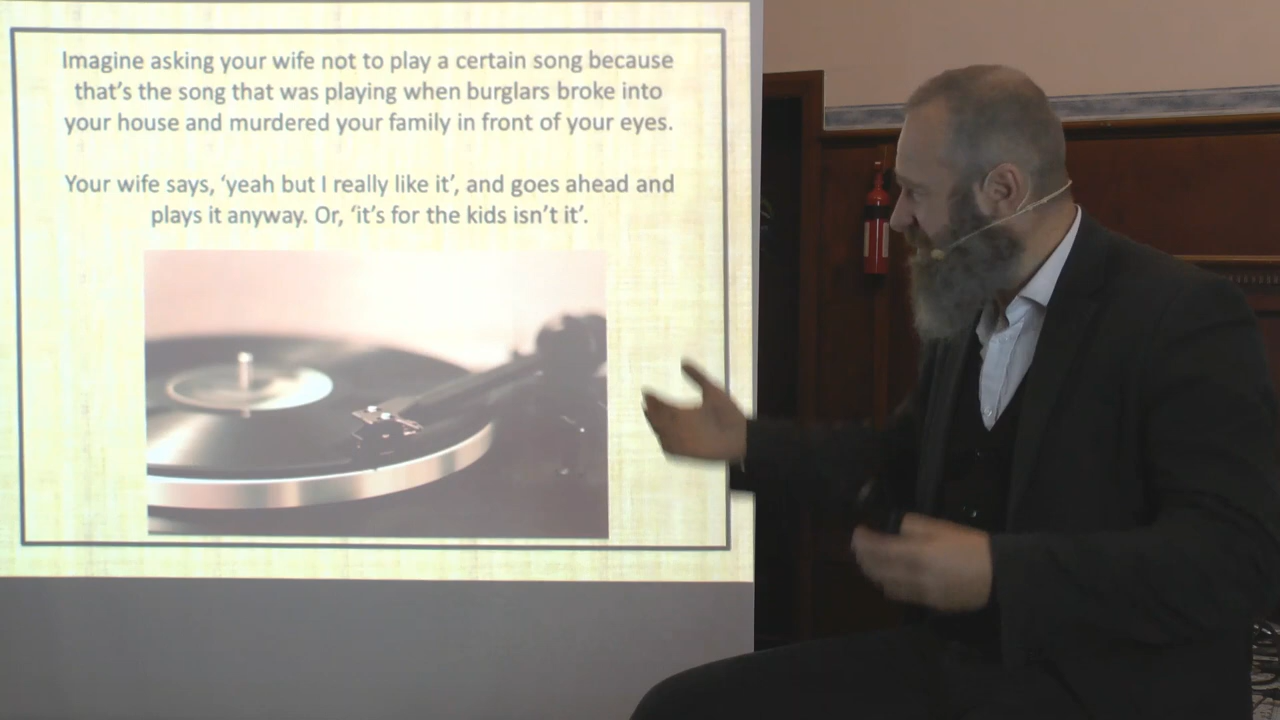 Imagine asking your wife not to play a certain song because
that's the song that was playing when burglars broke into
your house and murdered your family in front of your eyes.
Your wife says, ‘yeah but I really like it’, and goes ahead and
plays it anyway. Or, ‘it's for the kids isn't it’.